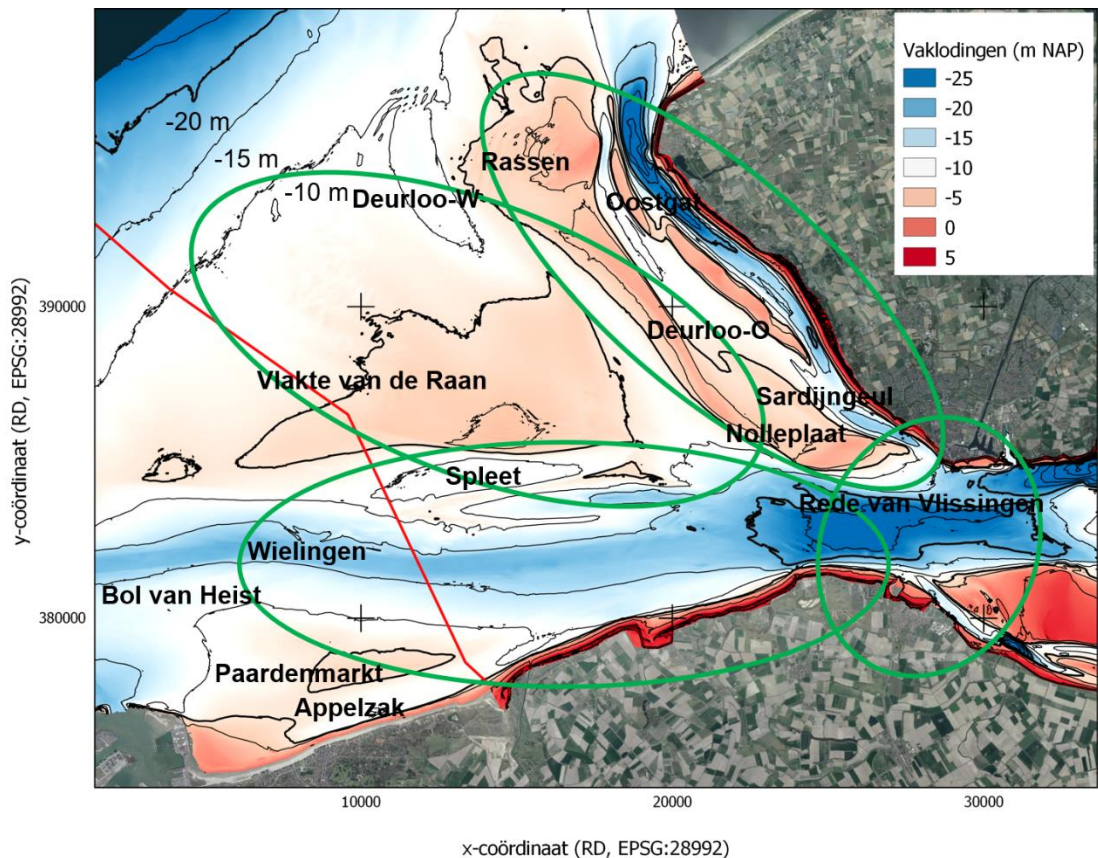 Vaklodingen (m NAP)
-25
-20
-15
-10
-5
0
5
-20 m
-15 m
-10 m
Rassen
Deurloo-W
Oostgat
Deurloo-O
Vlakte van de Raan
Sardijngeul
Nolleplaat
Spleet
Rede van Vlissingen
Wielingen
Bol van Heist
Paardenmarkt
Appelzak
390000
380000
y-coördinaat (RD, EPSG:28992)
10000
20000
30000
x-coördinaat (RD, EPSG:28992)